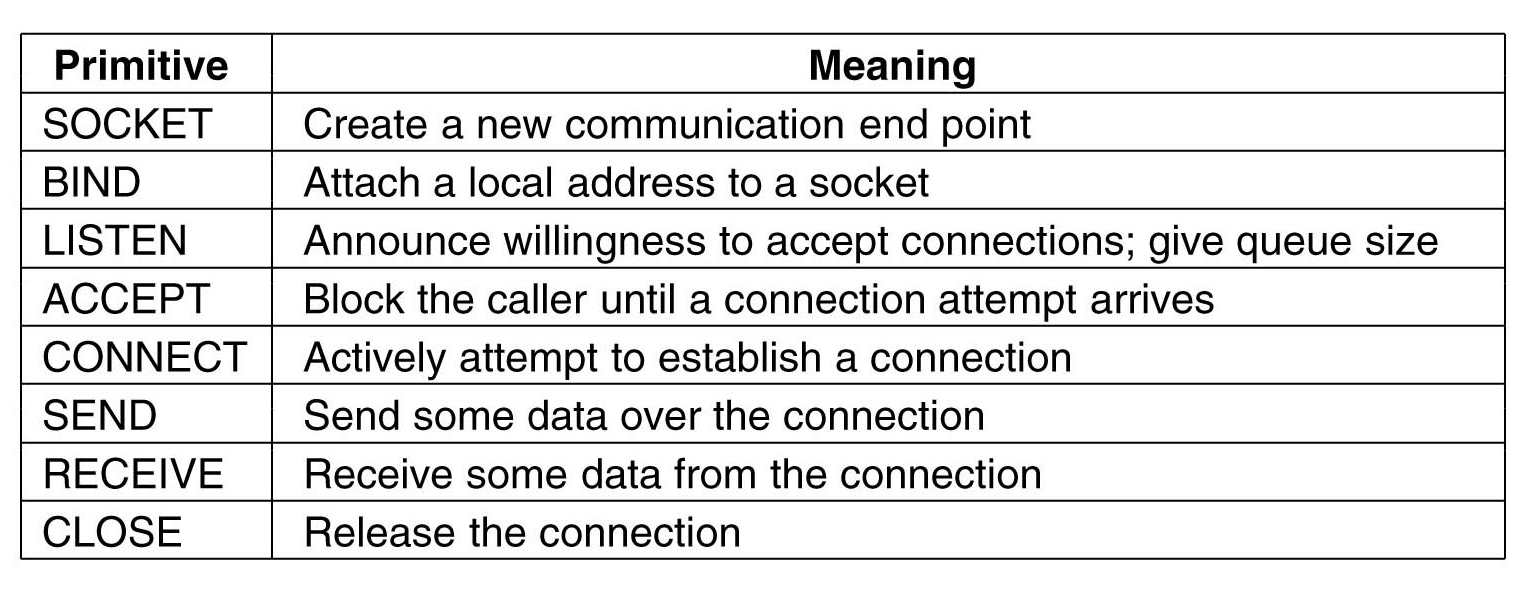 Primitive Meaning
SOCKET Create a new communication end point
BIND Attach a local address to a socket
LISTEN Announce willingness to accept connections; give queue size
ACCEPT Block the caller until a connection attempt arrives
CONNECT Actively attempt to establish a connection
SEND Send some data over the connection
RECEIVE Receive some data from the connection
CLOSE Release the connection